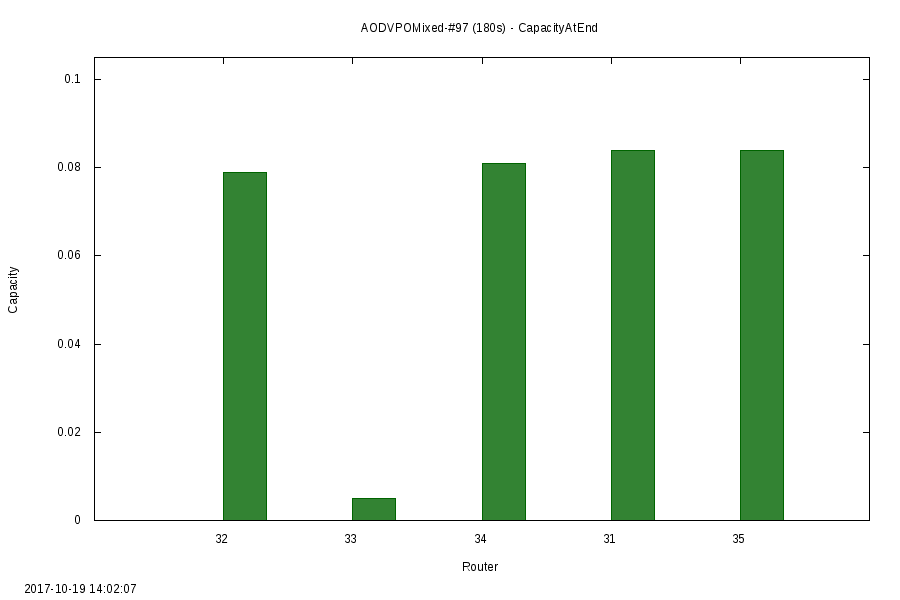 AODVPOMixed-#97 (180s) - CapacityAtEnd
0.1
0.08
0.06
0.04
0.02
0
Capacity
32 33 34 31 35
Router
2017-10-19 14:02:07